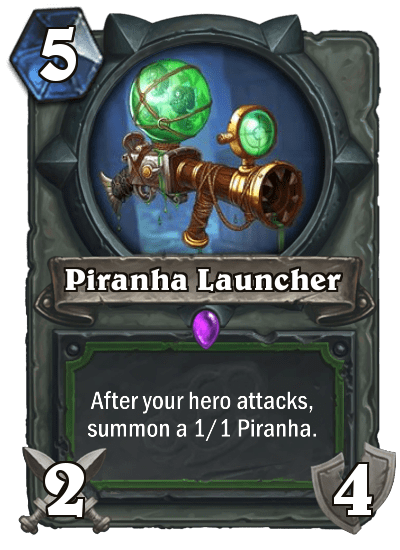 5
Piranha Launcher
After your hero attacks,
summon a 1/1 Piranha.
2
4